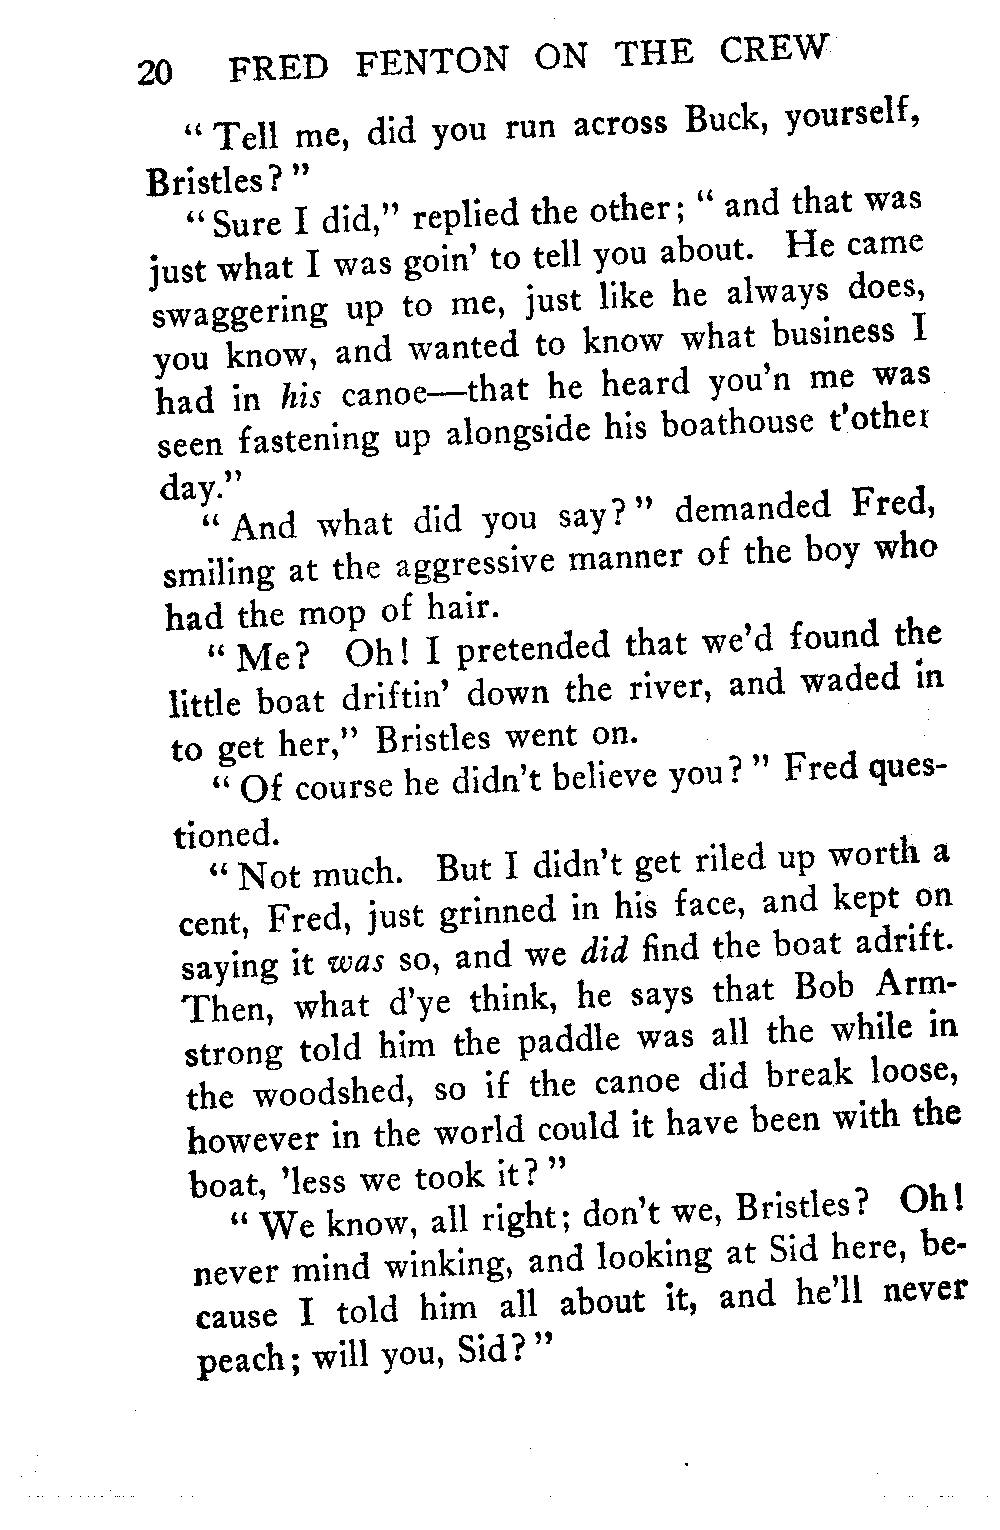 20 FRED FENTON ON THE CREW
“ Tell me, did you run across Buck, yourself,
Bristles? ”
“ Sure I did,” replied the other; “ and that was
just what I was goin’ to tell you about. He came
swaggering up to me, just like he always does,
you know, and wanted to know what business I
had in his canoe—that he heard you’n me was
seen fastening up alongside his boathouse t’other
day.”
“ And what did you say? ” demanded Fred,
smiling at the aggressive manner of the boy who
had the mop of hair.
“ Me? Oh! I pretended that we’d found the
little boat driftin’ down the river, and waded in
to get her,” Bristles went on.
“ Of course he didn’t believe you? ” Fred ques-
tioned.
“ Not much. But I didn’t get riled up worth a
cent, Fred, just grinned in his face, and kept on
saying it was so, and we did find the boat adrift.
Then, what d’ye think, he says that Bob Arm-
strong told him the paddle was all the while in
the woodshed, so if the canoe did break loose,
however in the world could it have been with the
boat, ’less we took it? ”
“ We know, all right; don’t we, Bristles? Oh!
never mind winking, and looking at Sid here, be-
cause I told him all about it, and he’ll never
peach; will you, Sid? ”